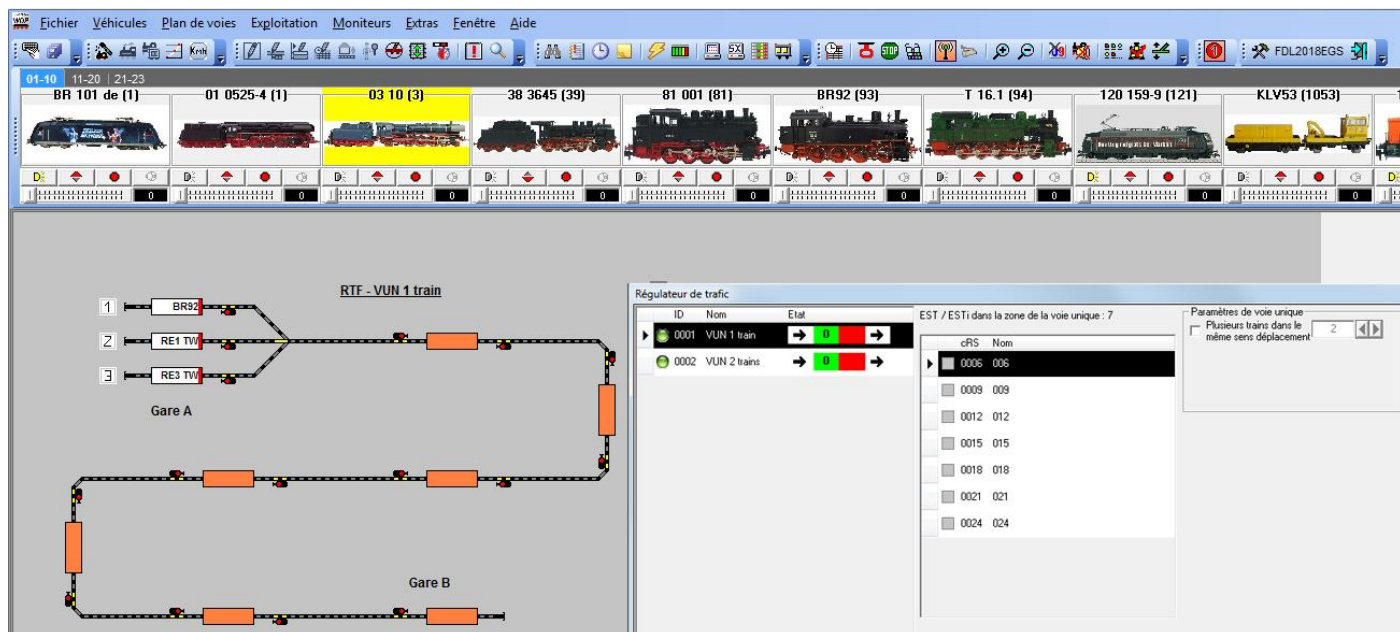 Fichier Véhicules Plan de voies Exploitation Moniteurs Extras Fenêtre Aide
FDL2018EGS
01-10 11-20 21-23
BR 101 de (1) 01 0525-4 (1) 03 10 (3) 38 3645 (39) 81 001 (81) BR92 (93) T 16.1 (94) 120 159-9 (121) KLV53 (1053)
0 0 0 0 0 0 0 0 0
RTF - VUN 1 train
1 BR92
2 RE1 TW
3 RE3 TW
Gare A
Gare B
Régulateur de trafic
ID Nom Etat
0001 VUN 1 train 0
0002 VUN 2 trains 0
EST / ESTi dans la zone de la voie unique : 7
cRS Nom
0006 006
0009 009
0012 012
0015 015
0018 018
0021 021
0024 024
Paramètres de voie unique
Plusieurs trains dans le
même sens déplacement
2